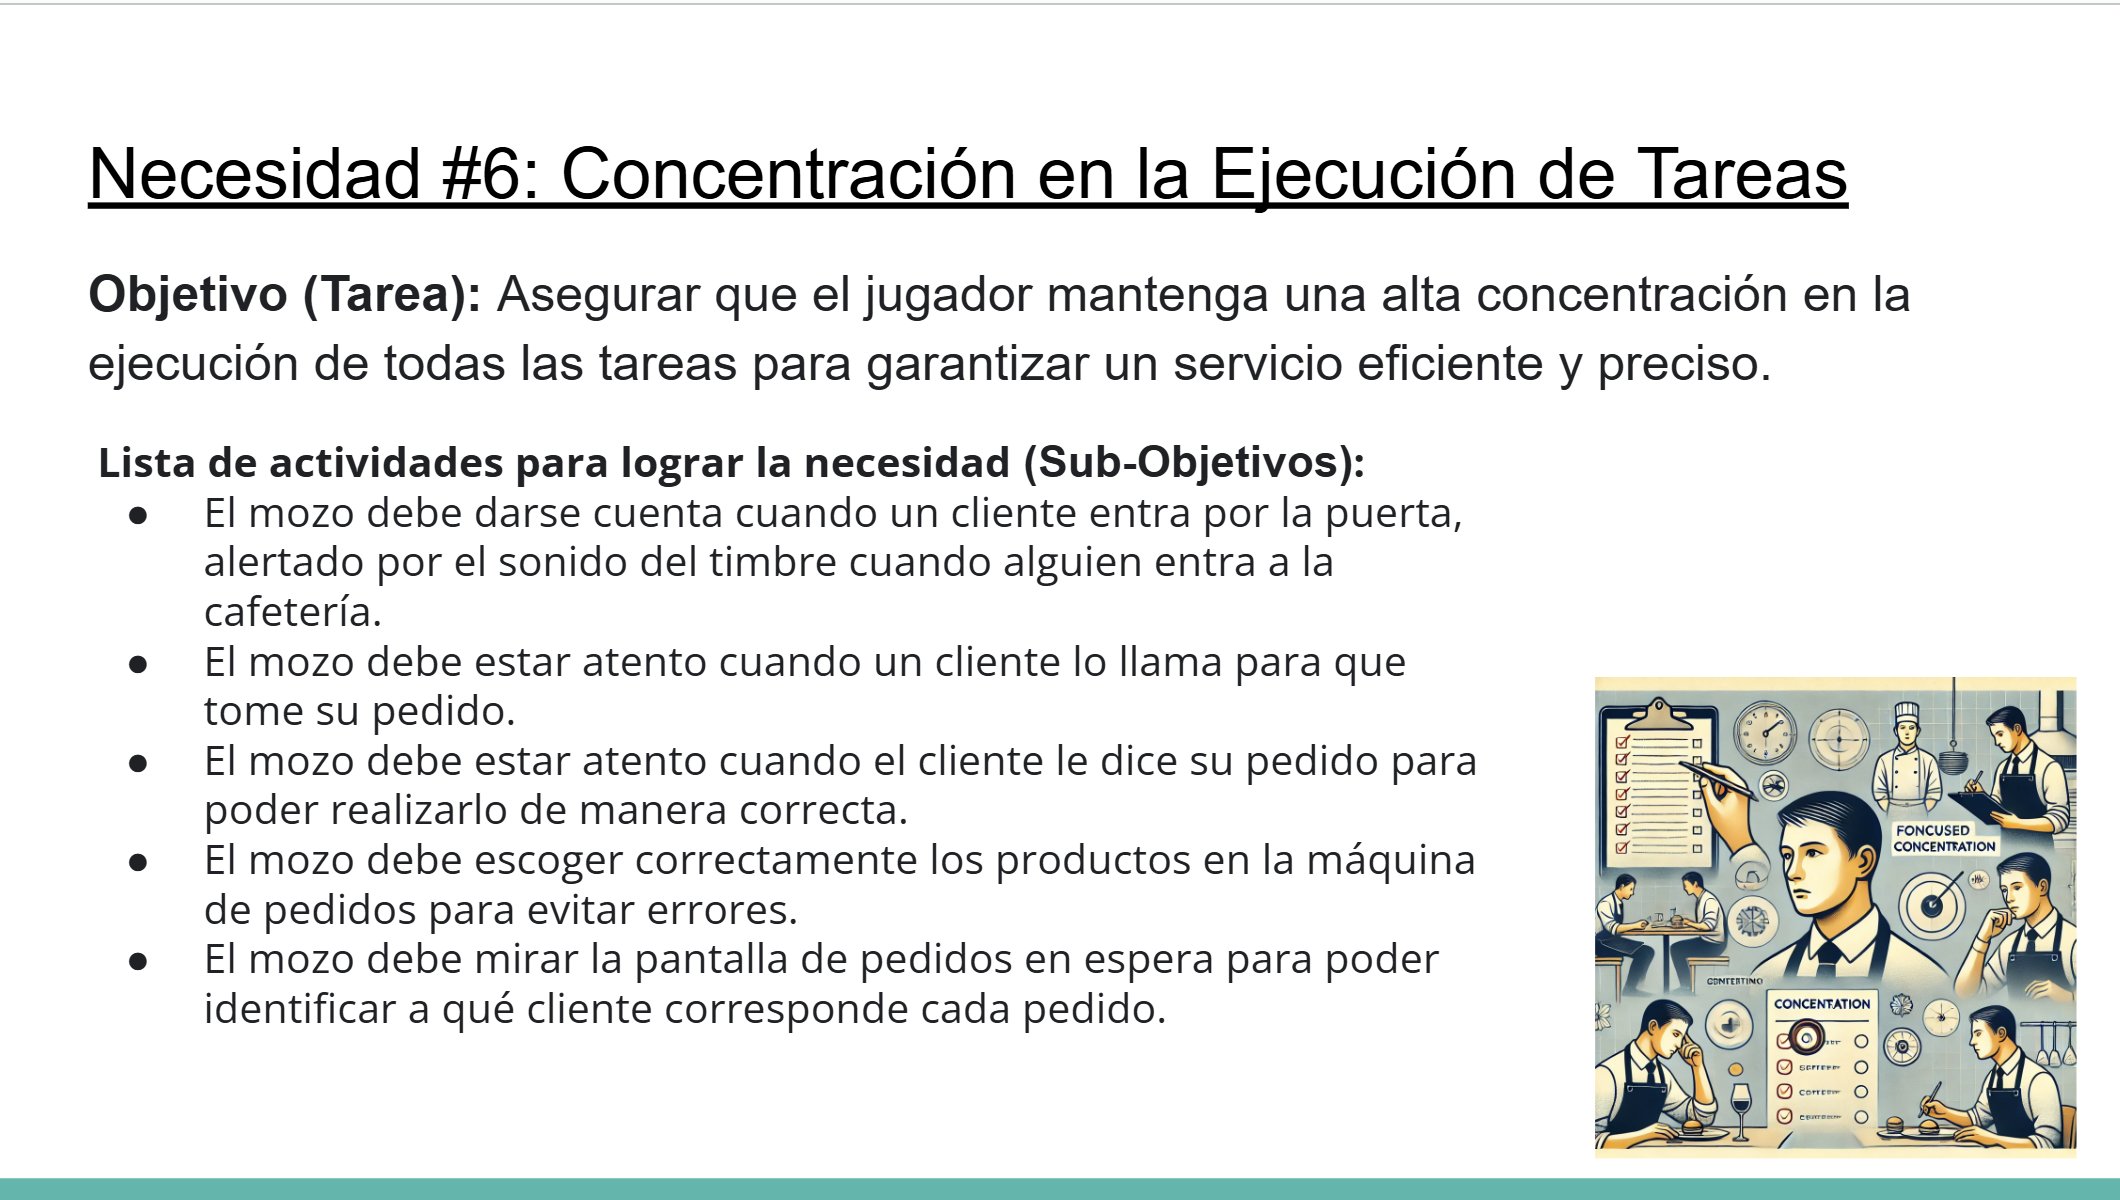 Necesidad #6: Concentración en la Ejecución de Tareas
Objetivo (Tarea): Asegurar que el jugador mantenga una alta concentración en la
ejecución de todas las tareas para garantizar un servicio eficiente y preciso.
Lista de actividades para lograr la necesidad (Sub-Objetivos):
● El mozo debe darse cuenta cuando un cliente entra por la puerta,
alertado por el sonido del timbre cuando alguien entra a la
cafetería.
● El mozo debe estar atento cuando un cliente lo llama para que
tome su pedido.
● El mozo debe estar atento cuando el cliente le dice su pedido para
poder realizarlo de manera correcta.
● El mozo debe escoger correctamente los productos en la máquina
de pedidos para evitar errores.
● El mozo debe mirar la pantalla de pedidos en espera para poder
identificar a qué cliente corresponde cada pedido.
FONCUSED
CONCENTRATION
CONCENTATION